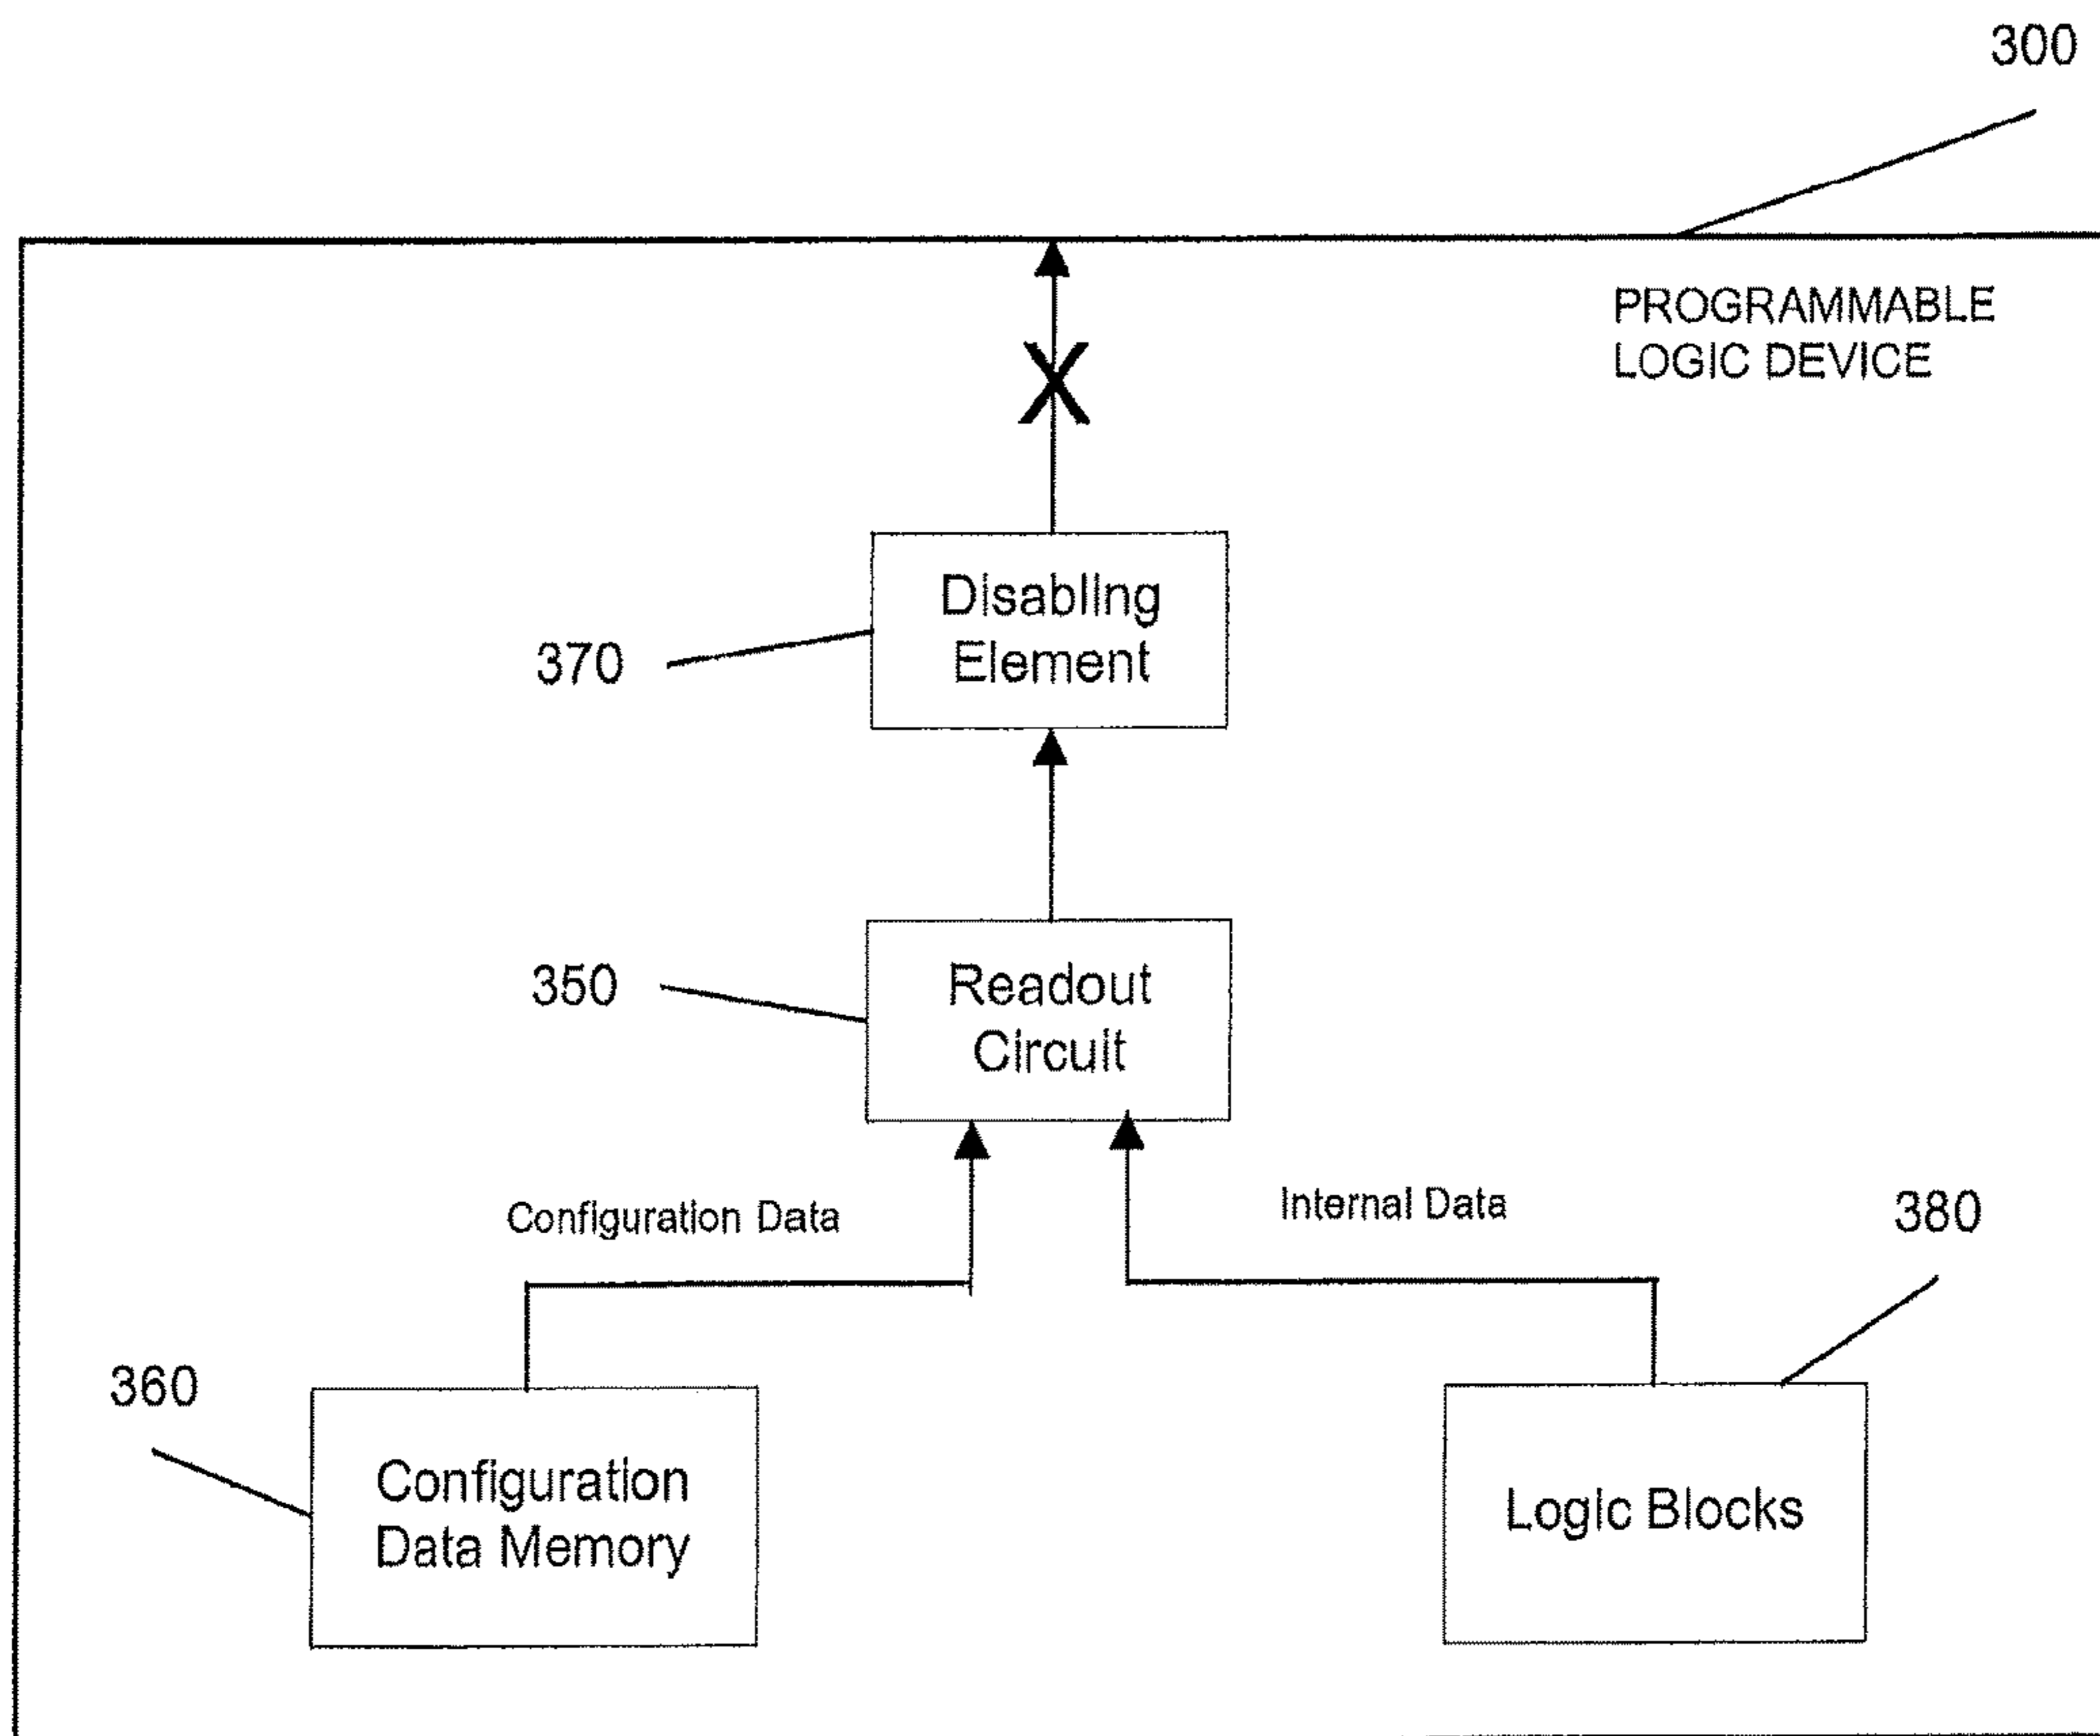 300
PROGRAMMABLE
LOGIC DEVICE
X
Disabling
Element
370
Readout
Circuit
350
Configuration Data
Internal Data
380
360
Configuration
Data Memory
Logic Blocks